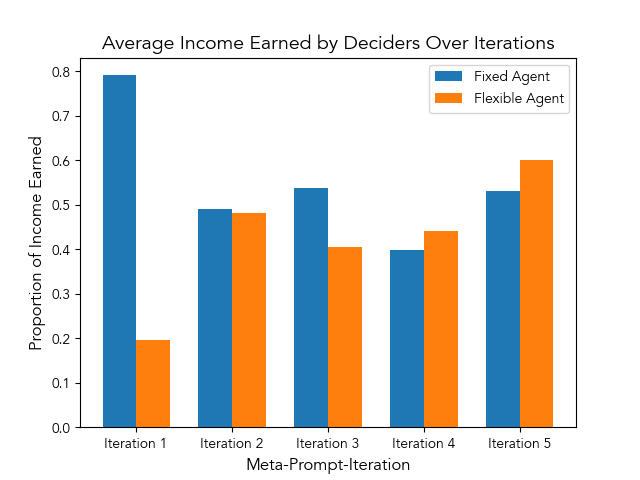 Average Income Earned by Deciders Over Iterations
Fixed Agent
Flexible Agent
Proportion of Income Earned
0.8
0.7
0.6
0.5
0.4
0.3
0.2
0.1
0.0
Iteration 1
Iteration 2
Iteration 3
Iteration 4
Iteration 5
Meta-Prompt-Iteration